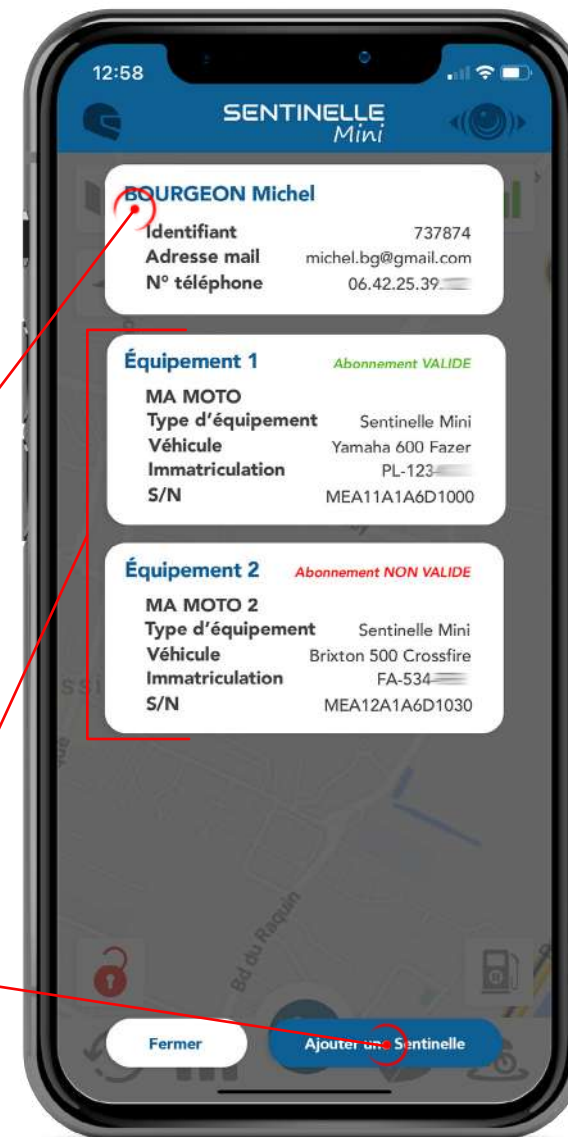 12:58
SENTINELLE
Mini
BOURGEON Michel
Identifiant 737874
Adresse mail michel.bg@gmail.com
N° téléphone 06.42.25.39.
Équipement 1 Abonnement VALIDE
MA MOTO
Type d'équipement Sentinelle Mini
Véhicule Yamaha 600 Fazer
Immatriculation PL-123-
S/N MEA11A1A6D1000
Équipement 2 Abonnement NON VALIDE
MA MOTO 2
Type d'équipement Sentinelle Mini
Véhicule Brixton 500 Crossfire
Immatriculation FA-534-
S/N MEA12A1A6D1030
Bd du Raquin
Fermer Ajouter une Sentinelle